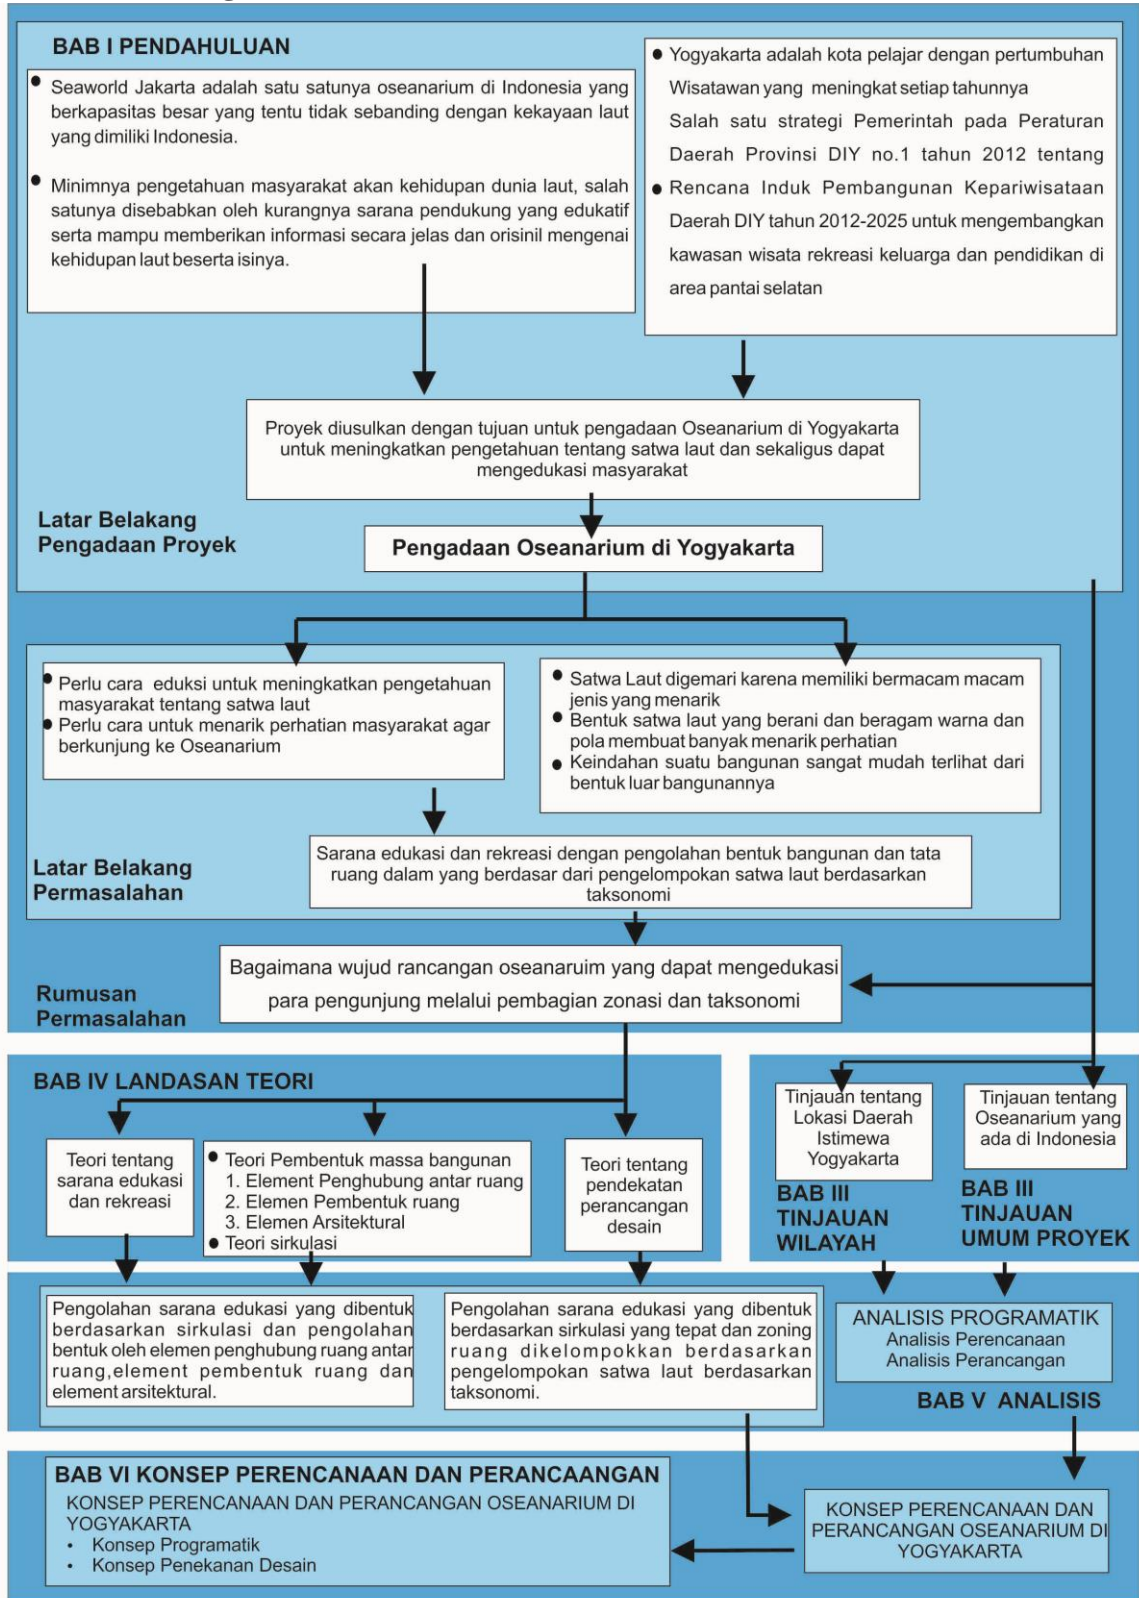 BAB I PENDAHULUAN
Seaworld Jakarta adalah satu satunya oseanarium di Indonesia yang
berkapasitas besar yang tentu tidak sebanding dengan kekayaan laut
yang dimiliki Indonesia.
Minimnya pengetahuan masyarakat akan kehidupan dunia laut, salah
satunya disebabkan oleh kurangnya sarana pendukung yang edukatif
serta mampu memberikan informasi secara jelas dan orisinil mengenai
kehidupan laut beserta isinya.
Yogyakarta adalah kota pelajar dengan pertumbuhan
Wisatawan yang meningkat setiap tahunnya
Salah satu strategi Pemerintah pada Peraturan
Daerah Provinsi DIY no.1 tahun 2012 tentang
Rencana Induk Pembangunan Kepariwisataan
Daerah DIY tahun 2012-2025 untuk mengembangkan
kawasan wisata rekreasi keluarga dan pendidikan di
area pantai selatan
Proyek diusulkan dengan tujuan untuk pengadaan Oseanarium di Yogyakarta
untuk meningkatkan pengetahuan tentang satwa laut dan sekaligus dapat
mengedukasi masyarakat
Latar Belakang
Pengadaan Proyek
Pengadaan Oseanarium di Yogyakarta
Perlu cara eduksi untuk meningkatkan pengetahuan
masyarakat tentang satwa laut
Perlu cara untuk menarik perhatian masyarakat agar
berkunjung ke Oseanarium
Satwa Laut digemari karena memiliki bermacam macam
jenis yang menarik
Bentuk satwa laut yang berani dan beragam warna dan
pola membuat banyak menarik perhatian
Keindahan suatu bangunan sangat mudah terlihat dari
bentuk luar bangunannya
Latar Belakang
Permasalahan
Sarana edukasi dan rekreasi dengan pengolahan bentuk bangunan dan tata
ruang dalam yang berdasar dari pengelompokan satwa laut berdasarkan
taksonomi
Rumusan
Permasalahan
Bagaimana wujud rancangan oseanaruim yang dapat mengedukasi
para pengunjung melalui pembagian zonasi dan taksonomi
BAB IV LANDASAN TEORI
Teori tentang
sarana edukasi
dan rekreasi
Teori Pembentuk massa bangunan
1. Element Penghubung antar ruang
2. Elemen Pembentuk ruang
3. Elemen Arsitektural
Teori sirkulasi
Teori tentang
pendekatan
perancangan
desain
Tinjauan tentang
Lokasi Daerah
Istimewa
Yogyakarta
BAB III
TINJAUAN
WILAYAH
Tinjauan tentang
Oseanarium yang
ada di Indonesia
BAB III
TINJAUAN
UMUM PROYEK
Pengolahan sarana edukasi yang dibentuk
berdasarkan sirkulasi dan pengolahan
bentuk oleh elemen penghubung ruang antar
ruang,element pembentuk ruang dan
element arsitektural.
Pengolahan sarana edukasi yang dibentuk
berdasarkan sirkulasi yang tepat dan zoning
ruang dikelompokkan berdasarkan
pengelompokan satwa laut berdasarkan
taksonomi.
ANALISIS PROGRAMATIK
Analisis Perencanaan
Analisis Perancangan
BAB V ANALISIS
BAB VI KONSEP PERENCANAAN DAN PERANCAANGAN
KONSEP PERENCANAAN DAN PERANCANGAN OSEANARIUM DI
YOGYAKARTA
• Konsep Programatik
• Konsep Penekanan Desain
KONSEP PERENCANAAN DAN
PERANCANGAN OSEANARIUM DI
YOGYAKARTA